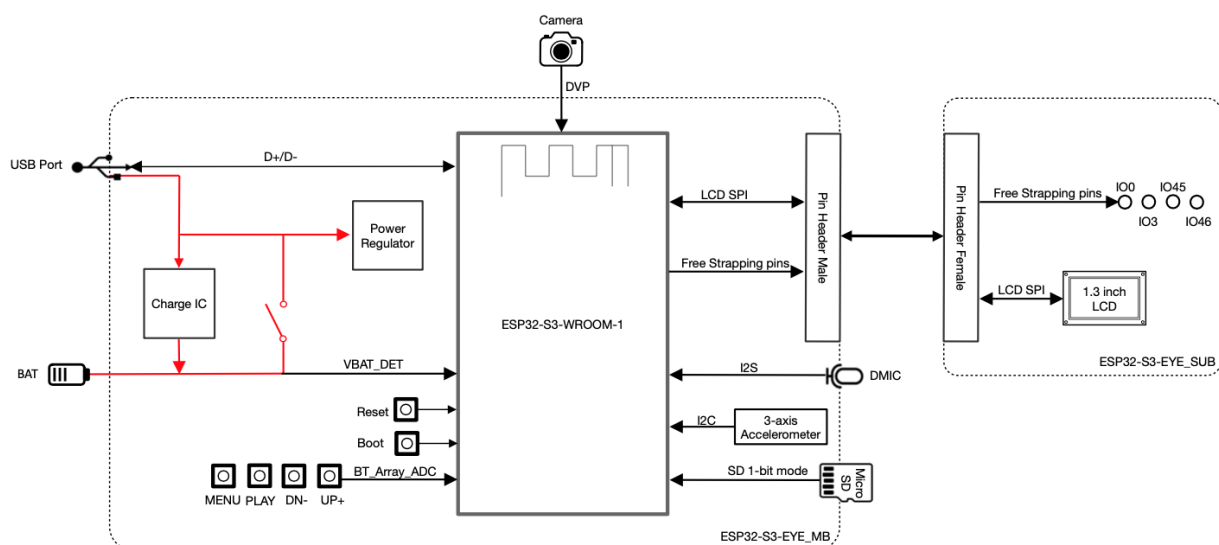 Camera
DVP
USB Port
D+/D-
Power
Regulator
Charge IC
BAT
VBAT_DET
Reset
Boot
BT_Array_ADC
MENU
PLAY
DN-
UP+
ESP32-S3-WROOM-1
LCD SPI
Free Strapping pins
Pin Header Male
I2S
DMIC
I2C
3-axis
Accelerometer
SD 1-bit mode
Micro
SD
ESP32-S3-EYE_MB
Pin Header Female
Free Strapping pins
IO0
IO45
IO3
IO46
LCD SPI
1.3 inch
LCD
ESP32-S3-EYE_SUB